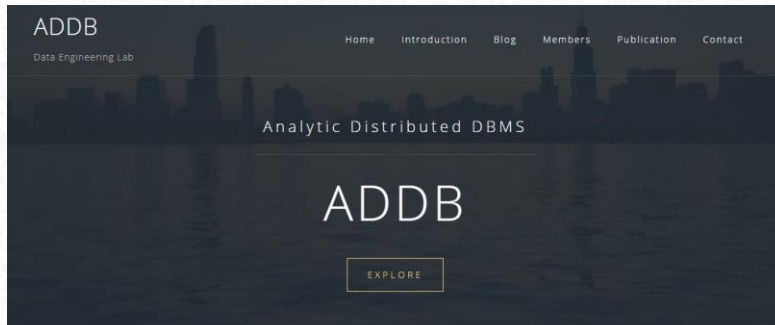 ADDB
Data Engineering Lab
Home Introduction Blog Members Publication Contact
Analytic Distributed DBMS
ADDB
EXPLORE